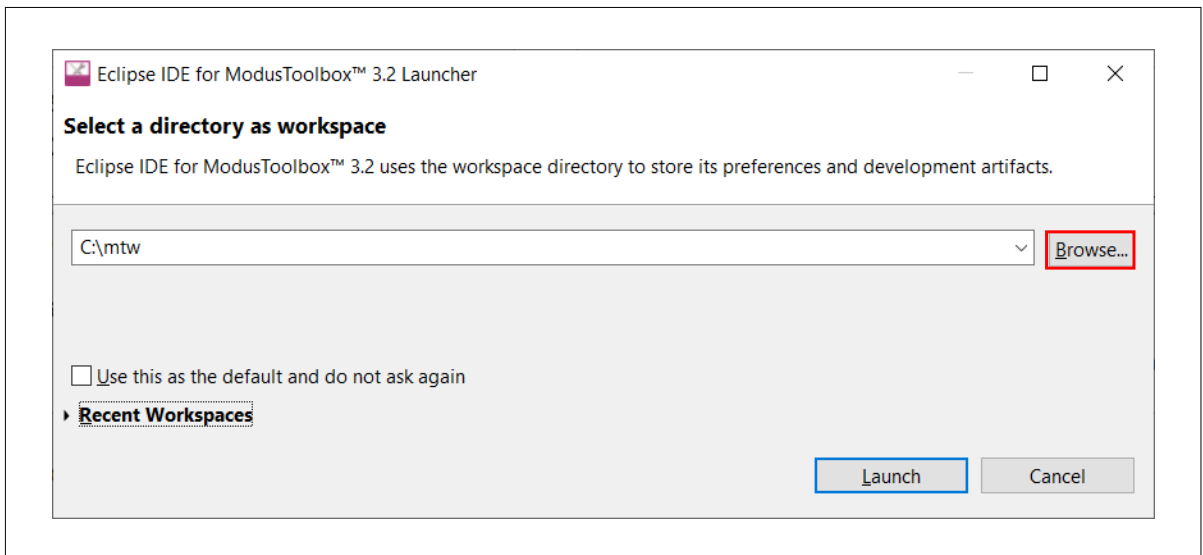 Eclipse IDE for ModusToolbox™ 3.2 Launcher
Select a directory as workspace
Eclipse IDE for ModusToolbox™ 3.2 uses the workspace directory to store its preferences and development artifacts.
C:\mtw
Browse...
Use this as the default and do not ask again
Recent Workspaces
Launch Cancel